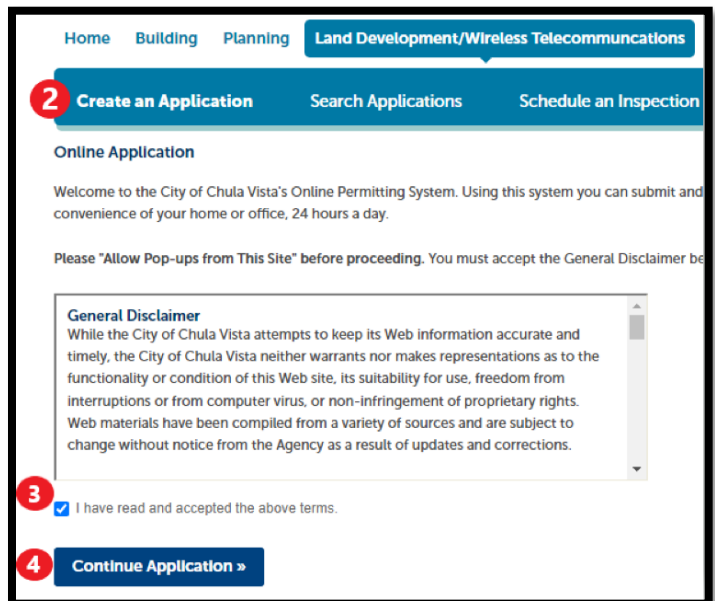 Home Building Planning Land Development/Wireless Telecommuncations
2 Create an Application Search Applications Schedule an Inspection
Online Application
Welcome to the City of Chula Vista's Online Permitting System. Using this system you can submit and
convenience of your home or office, 24 hours a day.
Please "Allow Pop-ups from This Site" before proceeding. You must accept the General Disclaimer be
General Disclaimer
While the City of Chula Vista attempts to keep its Web information accurate and
timely, the City of Chula Vista neither warrants nor makes representations as to the
functionality or condition of this Web site, its suitability for use, freedom from
interruptions or from computer virus, or non-infringement of proprietary rights.
Web materials have been compiled from a variety of sources and are subject to
change without notice from the Agency as a result of updates and corrections.
3 I have read and accepted the above terms.
4 Continue Application »